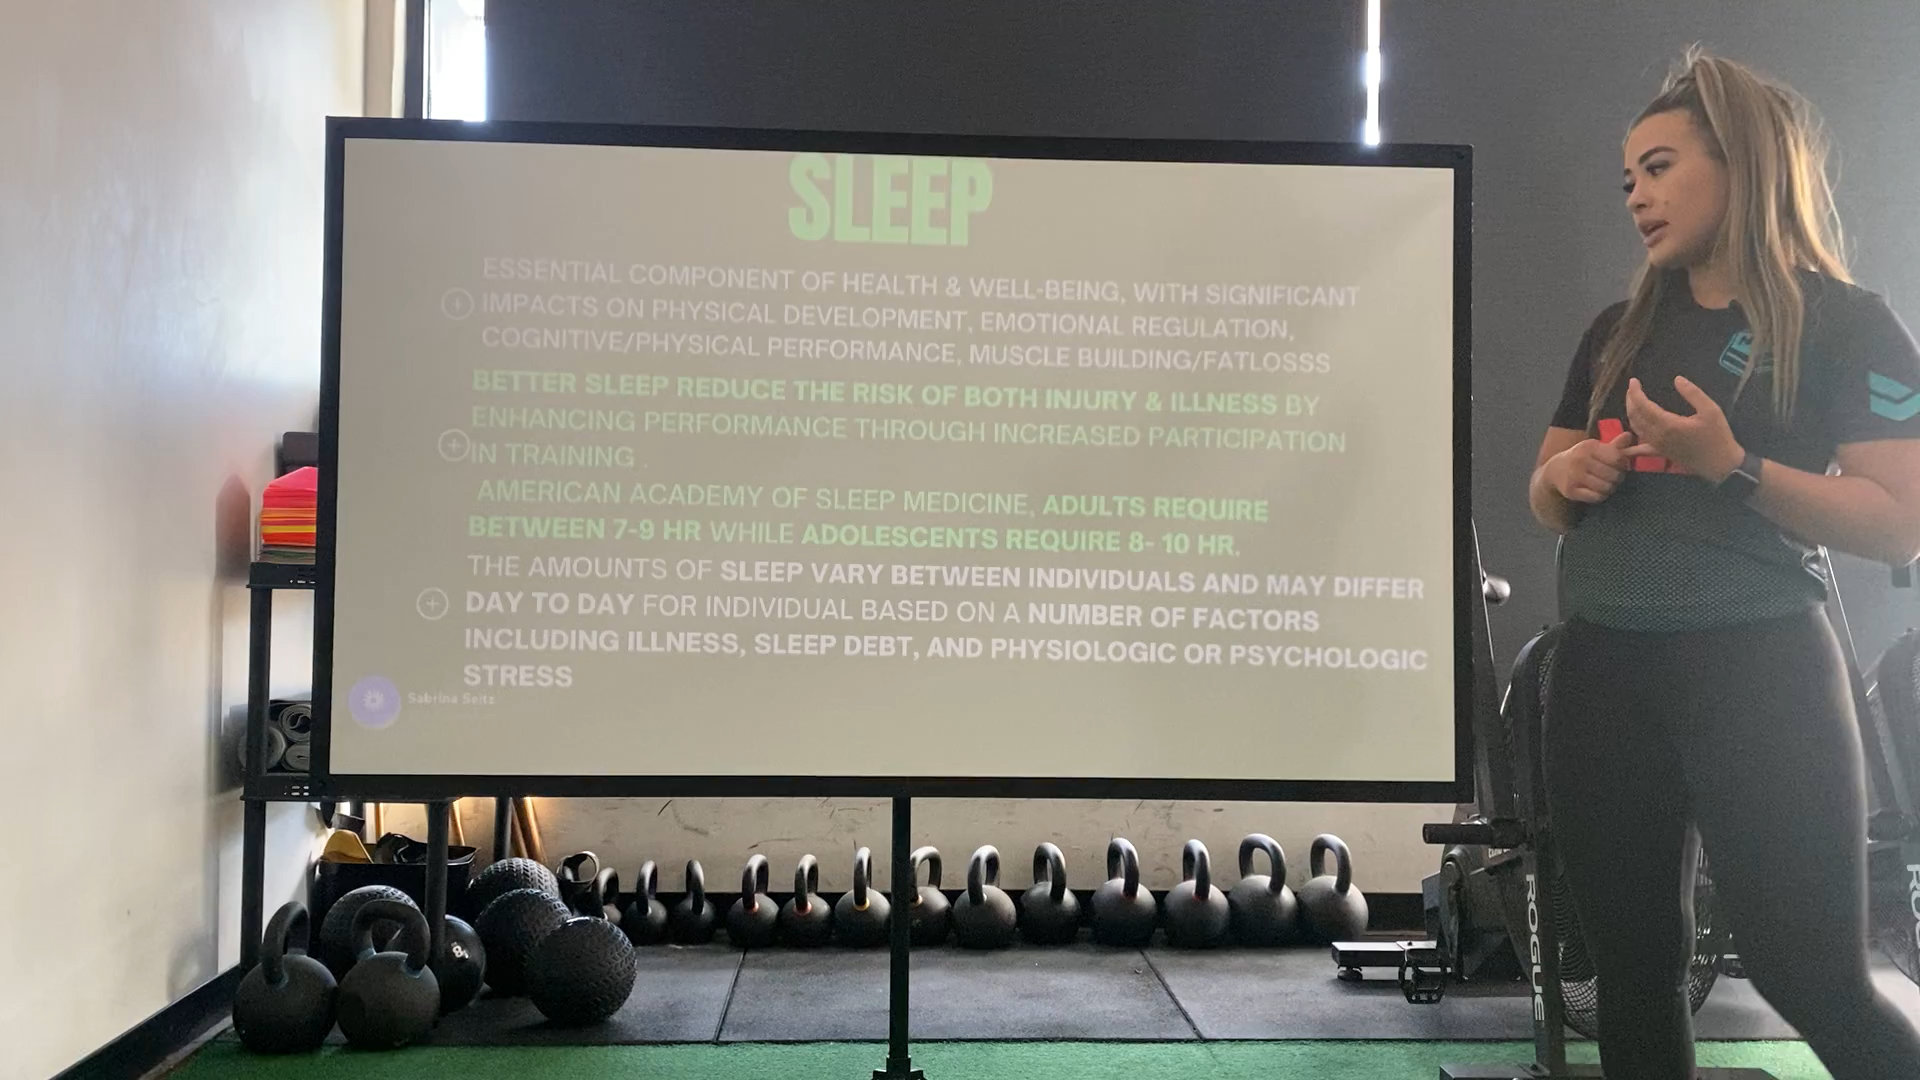 SLEEP
ESSENTIAL COMPONENT OF HEALTH & WELL-BEING, WITH SIGNIFICANT
IMPACTS ON PHYSICAL DEVELOPMENT, EMOTIONAL REGULATION,
COGNITIVE/PHYSICAL PERFORMANCE, MUSCLE BUILDING/FATLOSSS
BETTER SLEEP REDUCE THE RISK OF BOTH INJURY & ILLNESS BY
ENHANCING PERFORMANCE THROUGH INCREASED PARTICIPATION
IN TRAINING .
AMERICAN ACADEMY OF SLEEP MEDICINE, ADULTS REQUIRE
BETWEEN 7-9 HR WHILE ADOLESCENTS REQUIRE 8- 10 HR.
THE AMOUNTS OF SLEEP VARY BETWEEN INDIVIDUALS AND MAY DIFFER
DAY TO DAY FOR INDIVIDUAL BASED ON A NUMBER OF FACTORS
INCLUDING ILLNESS, SLEEP DEBT, AND PHYSIOLOGIC OR PSYCHOLOGIC
STRESS
Sabrina Seitz
8
ROGUE